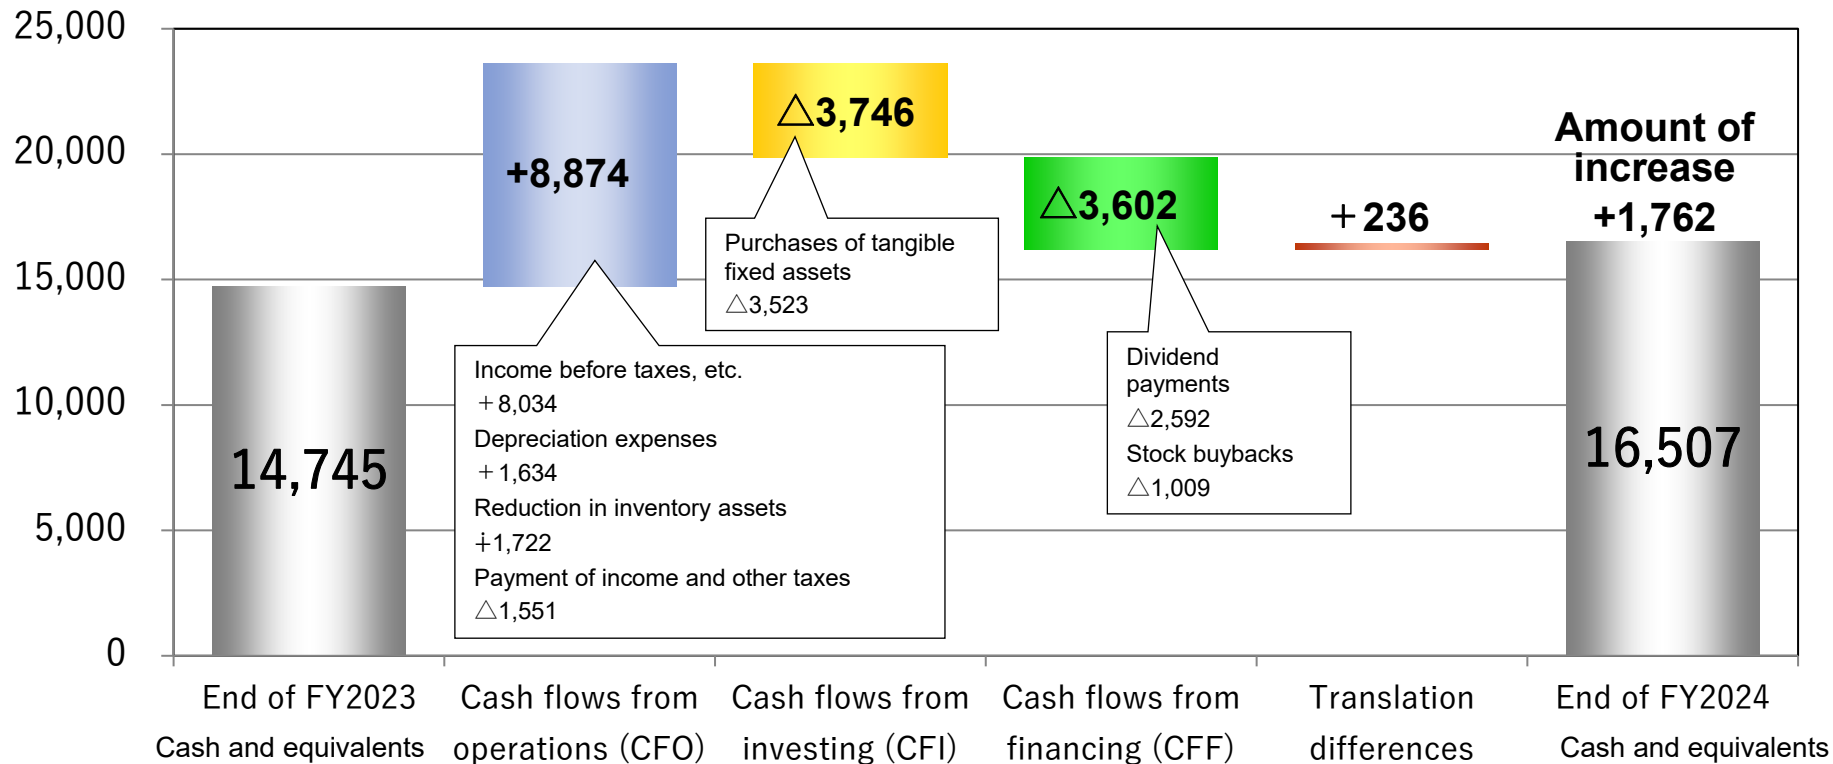 25,000
20,000
15,000
10,000
5,000
0
14,745
+8,874
Income before taxes, etc.
+8,034
Depreciation expenses
+1,634
Reduction in inventory assets
+1,722
Payment of income and other taxes
△1,551
△3,746
Purchases of tangible
fixed assets
△3,523
△3,602
Dividend
payments
△2,592
Stock buybacks
△1,009
+236
Amount of
increase
+1,762
16,507
End of FY2023
Cash and equivalents
Cash flows from
operations (CFO)
Cash flows from
investing (CFI)
Cash flows from
financing (CFF)
Translation
differences
End of FY2024
Cash and equivalents